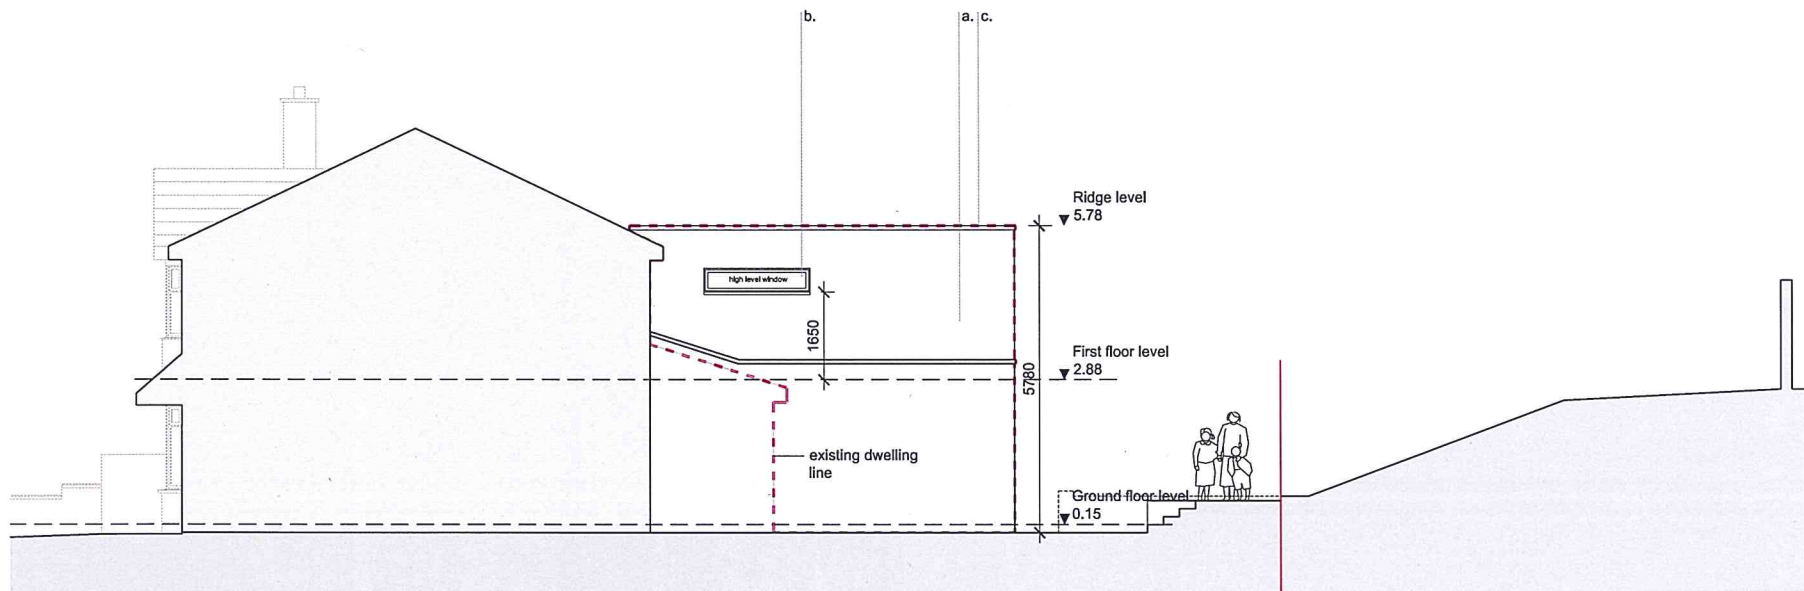 b.
a. c.
Ridge level
5.78
high level window
1650
First floor level
2.88
5780
existing dwelling
line
Ground floor level
0.15